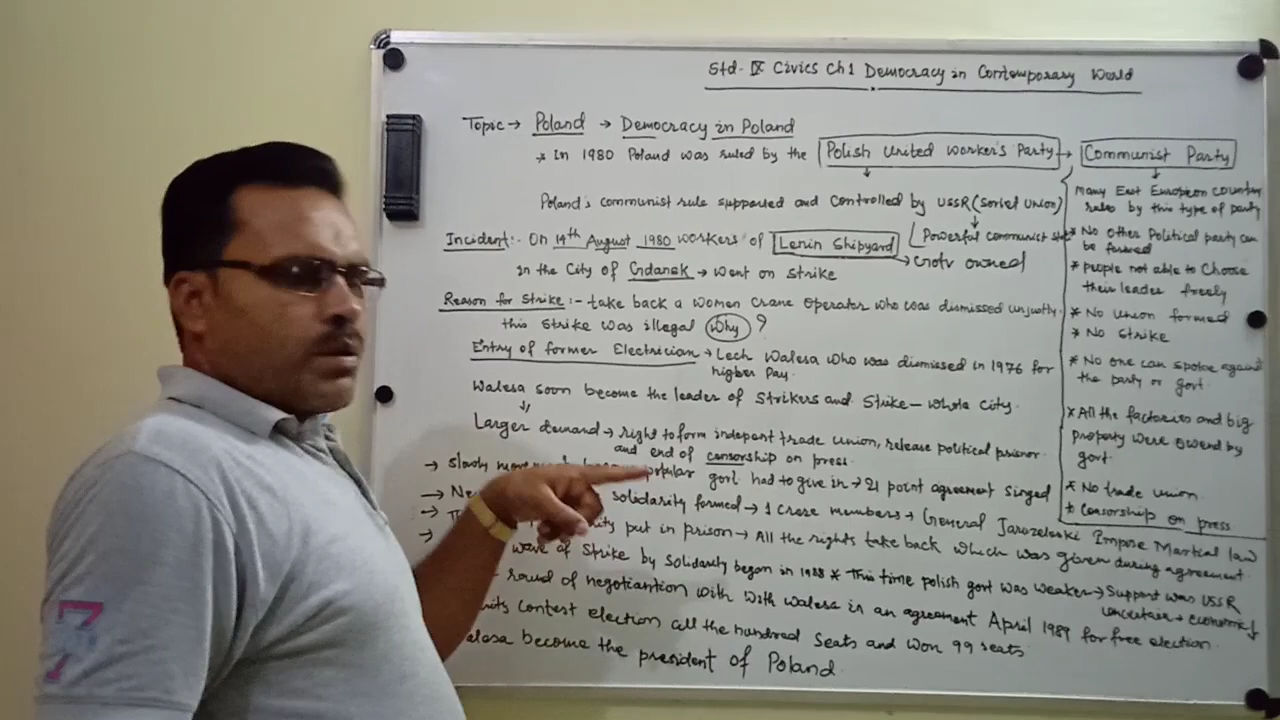 Std- IX Civics Ch 1 Democracy in Contemporary World
Topic → Poland → Democracy in Poland
* In 1980 Poland was ruled by the Polish United Worker's Party → Communist Party
Poland's communist rule supported and controlled by USSR (Soviet Union)
Powerful communist
Incident:- On 14th August 1980 workers of Lenin Shipyard → Gotv owned
in the City of Gdansk → went on strike
Reason for Strike:- take back a women crane operator who was dismissed unjustly.
this strike was illegal Why ?
Entry of former Electrician → Lech Walesa who was dismissed in 1976 for
higher pay.
Walesa soon become the leader of strikers and strike – whole city.
Larger demand → right to form indepent trade union, release political prisnor
and end of censorship on press.
→ Slowly popular govt had to give in → 21 point agreement singed
→ Solidarity formed → 1 crore members → General Jaruzelski Impose Martial law
→ put in prison → All the rights take back which was given during agreement
→ wave of strike by Solidarity began in 1988 * This time polish govt was weaker → Support was USSR
uncertain → economic ↓
round of negotiantion with with walesa in an agreement April 1989 for free election.
contest election all the hundred seats and won 99 seats
become the president of Poland
Many East European countries
rules by this type of party
* No other Political party can
be formed
* people not able to choose
their leader freely
* No union formed
* No strike
* No one can spoke against
the party or govt.
* All the factories and big
property were owend by
govt.
* No trade union
* Censorship on press